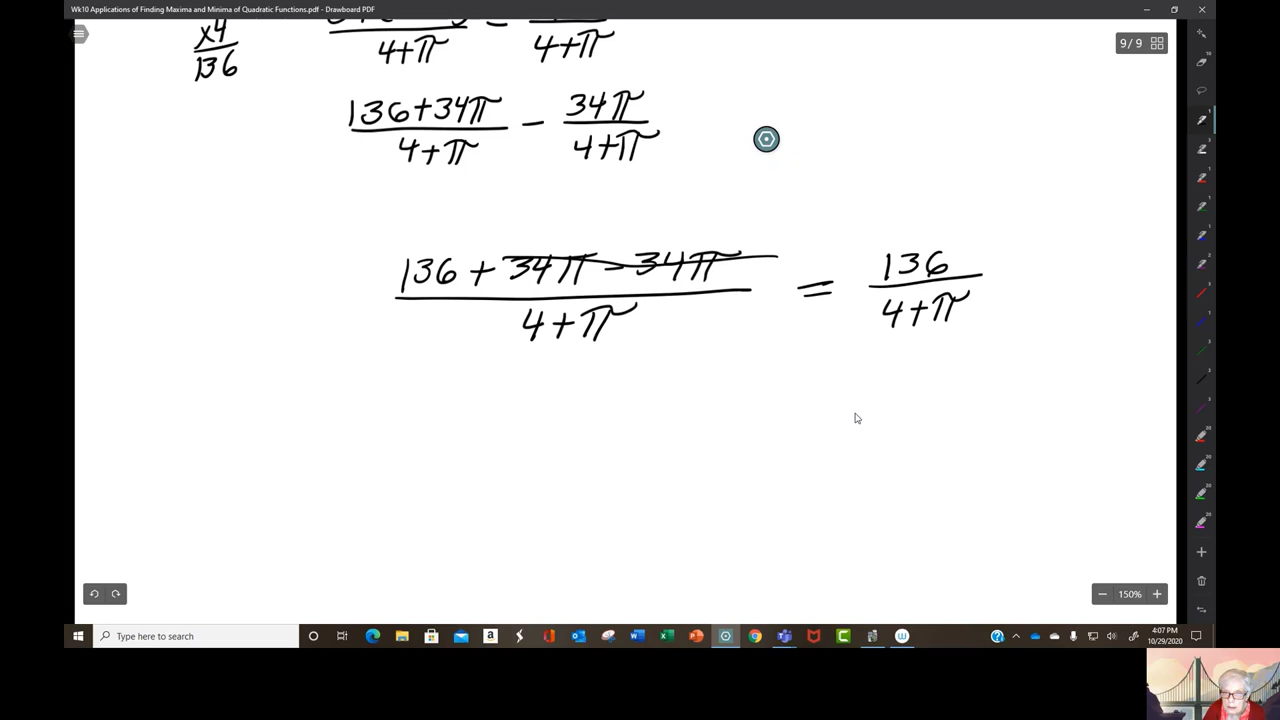 Wk10 Applications of Finding Maxima and Minima of Quadratic Functions.pdf - Drawboard PDF
x4
136
4+π
4+π
9 / 9
136+34π
4+π
-
34π
4+π
136 + 34π - 34π
4+π
=
136
4+π
150%
Type here to search
4:07 PM
10/29/2020